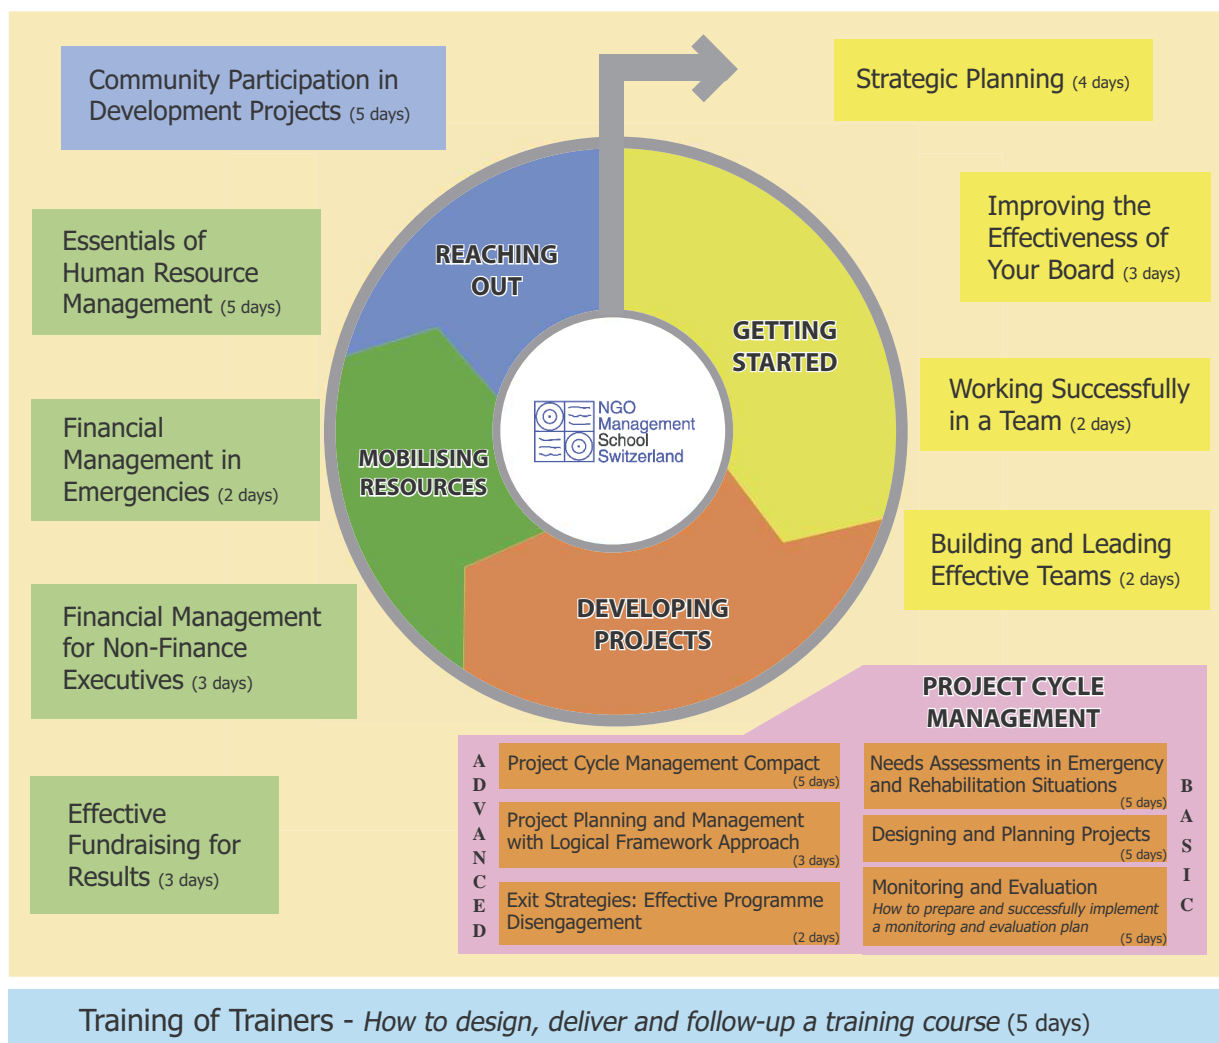 Community Participation in
Development Projects (5 days)
Strategic Planning (4 days)
Essentials of
Human Resource
Management (5 days)
Improving the
Effectiveness of
Your Board (3 days)
REACHING
OUT
GETTING
STARTED
Financial
Management in
Emergencies (2 days)
MOBILISING
RESOURCES
NGO
Management
School
Switzerland
Working Successfully
in a Team (2 days)
Building and Leading
Effective Teams (2 days)
Financial Management
for Non-Finance
Executives (3 days)
DEVELOPING
PROJECTS
PROJECT CYCLE
MANAGEMENT
Effective
Fundraising for
Results (3 days)
ADVANCED
Project Cycle Management Compact
(5 days)
Project Planning and Management
with Logical Framework Approach
(3 days)
Exit Strategies: Effective Programme
Disengagement
(2 days)
Needs Assessments in Emergency
and Rehabilitation Situations
(5 days)
Designing and Planning Projects
(5 days)
Monitoring and Evaluation
How to prepare and successfully implement
a monitoring and evaluation plan
(5 days)
BASIC
Training of Trainers - How to design, deliver and follow-up a training course (5 days)